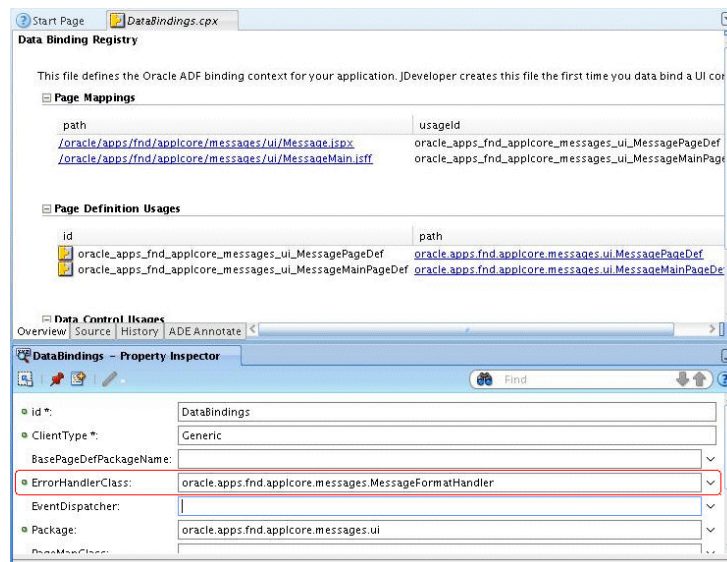 Start Page DataBindings.cpx
Data Binding Registry
This file defines the Oracle ADF binding context for your application. JDeveloper creates this file the first time you data bind a UI
Page Mappings
path usageId
/oracle/apps/fnd/applcore/messages/ui/Message.jspx oracle_apps_fnd_applcore_messages_ui_MessagePageDef
/oracle/apps/fnd/applcore/messages/ui/MessageMain.jsff oracle_apps_fnd_applcore_messages_ui_MessageMainPage
Page Definition Usages
id path
oracle_apps_fnd_applcore_messages_ui_MessagePageDef oracle.apps.fnd.applcore.messages.ui.MessagePageDef
oracle_apps_fnd_applcore_messages_ui_MessageMainPageDef oracle.apps.fnd.applcore.messages.ui.MessageMainPageDe
Data Control Usages
Overview Source History ADE Annotate
DataBindings - Property Inspector
Find
id *: DataBindings
ClientType *: Generic
BasePageDefPackageName:
ErrorHandlerClass: oracle.apps.fnd.applcore.messages.MessageFormatHandler
EventDispatcher:
Package: oracle.apps.fnd.applcore.messages.ui
PageMapClass: